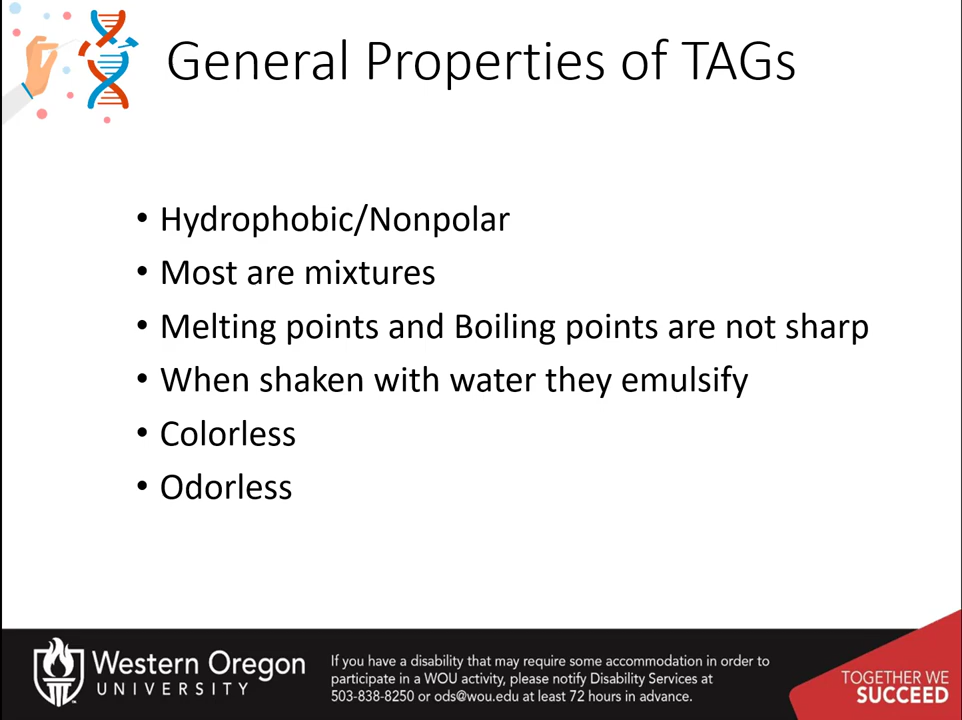 General Properties of TAGs
• Hydrophobic/Nonpolar
• Most are mixtures
• Melting points and Boiling points are not sharp
• When shaken with water they emulsify
• Colorless
• Odorless
Western Oregon
UNIVERSITY
If you have a disability that may require some accommodation in order to
participate in a WOU activity, please notify Disability Services at
503-838-8250 or ods@wou.edu at least 72 hours in advance.
TOGETHER WE
SUCCEED